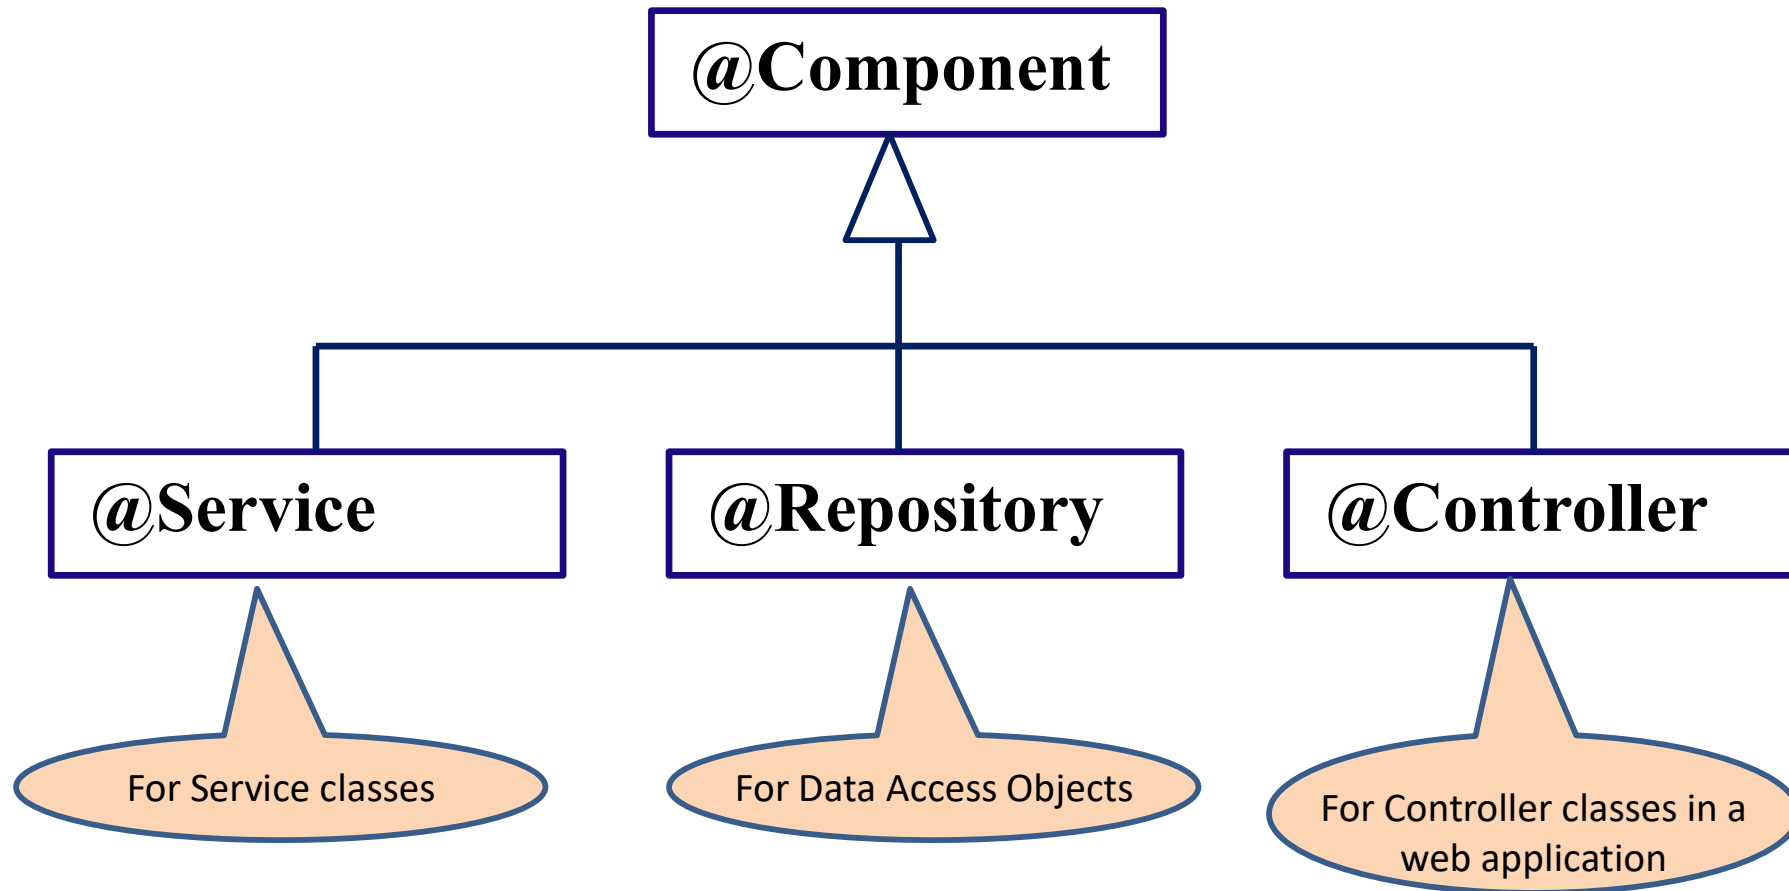 @Component
@Service
@Repository
@Controller
For Service classes
For Data Access Objects
For Controller classes in a
web application